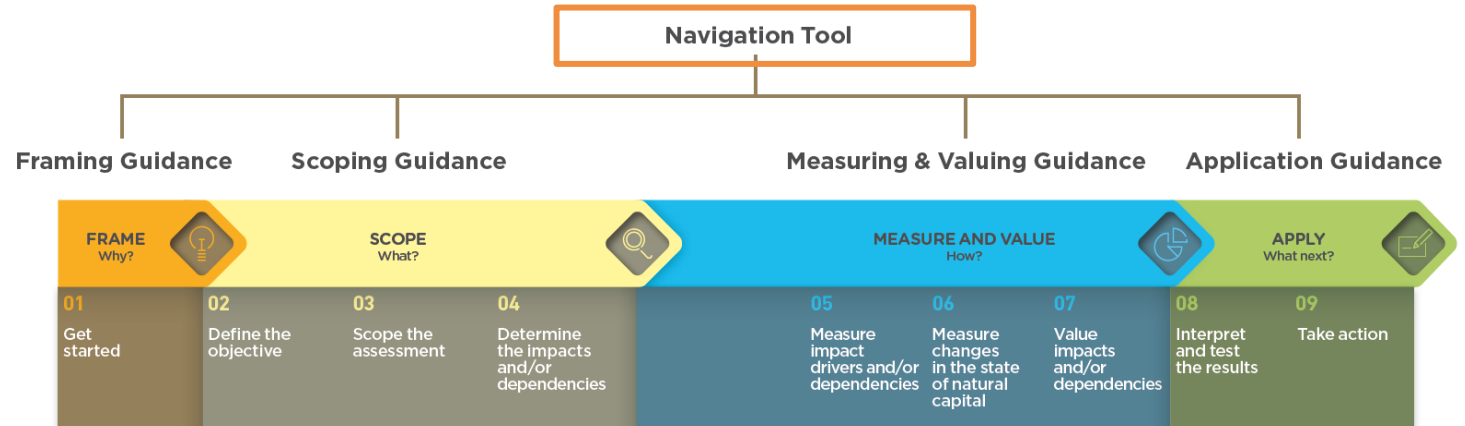 Navigation Tool
Framing Guidance
Scoping Guidance
Measuring & Valuing Guidance
Application Guidance
FRAME
Why?
SCOPE
What?
MEASURE AND VALUE
How?
APPLY
What next?
01
Get
started
02
Define the
objective
03
Scope the
assessment
04
Determine
the impacts
and/or
dependencies
05
Measure
impact
drivers and/or
dependencies
06
Measure
changes
in the state
of natural
capital
07
Value
impacts
and/or
dependencies
08
Interpret
and test
the results
09
Take action